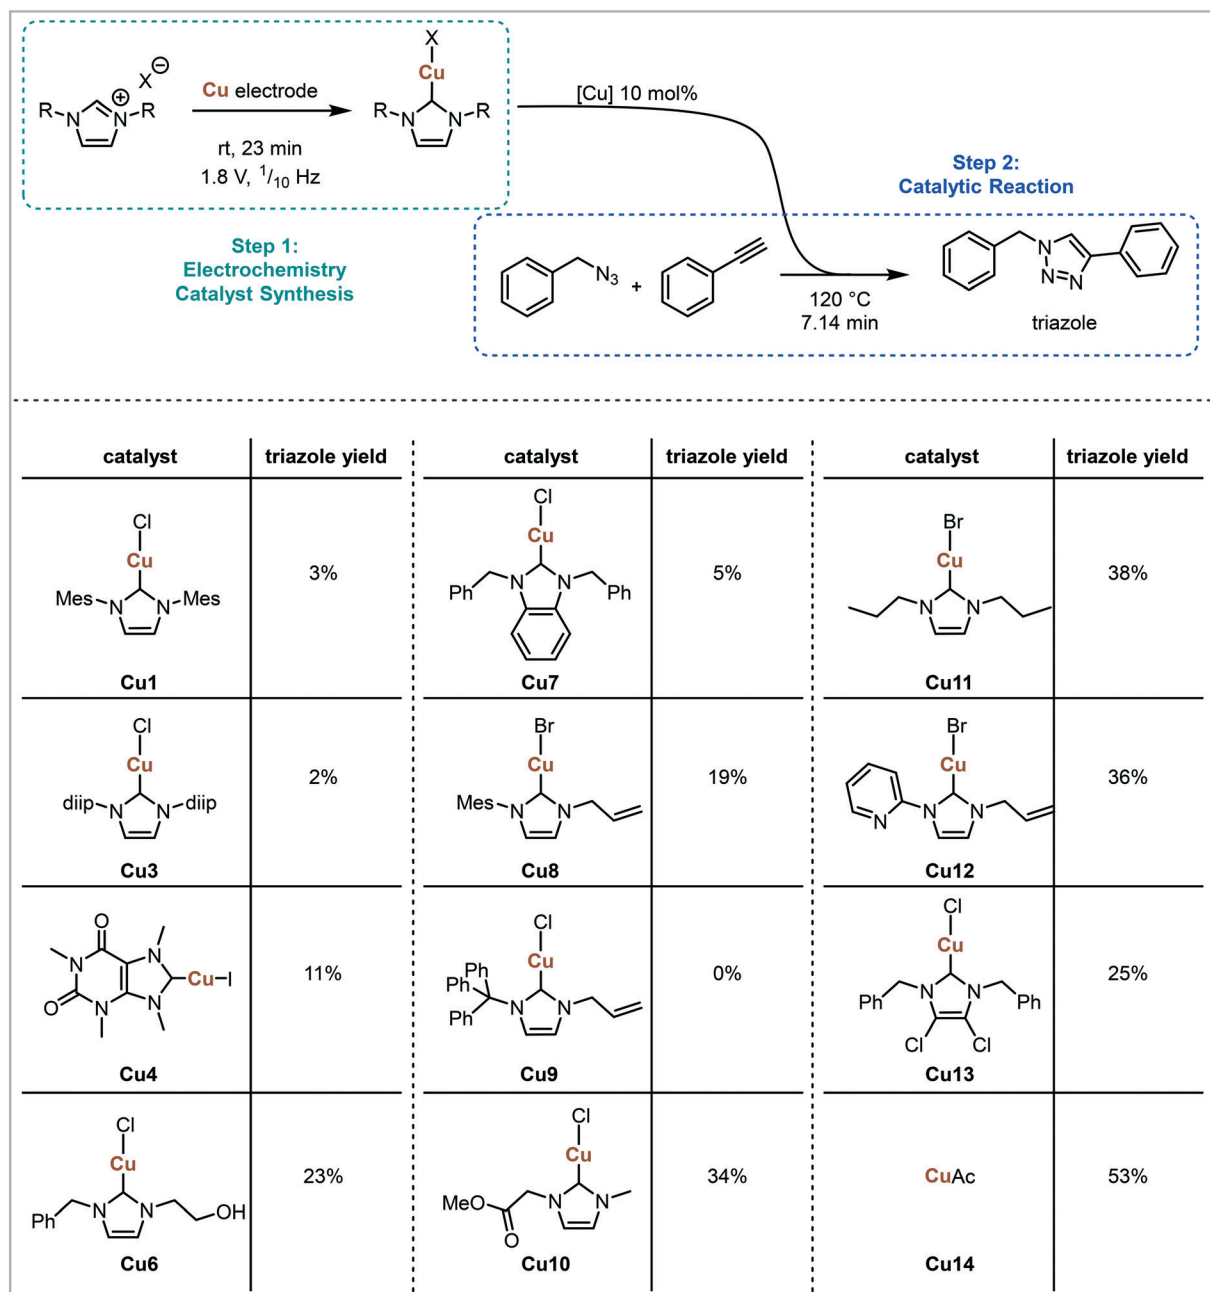 X⊖
R-N ⊕ N-R
Cu electrode
rt, 23 min
1.8 V, 1/10 Hz
X
Cu
R N N R
[Cu] 10 mol%
Step 1:
Electrochemistry
Catalyst Synthesis
Step 2:
Catalytic Reaction
N3
+
120 °C
7.14 min
N
N N
triazole
catalyst triazole yield
Cl
Cu
Mes N N Mes
Cu1
3%
Cl
Cu
diip N N diip
Cu3
2%
O
N
N
Cu-I
O
N N
Cu4
11%
Cl
Cu
N N
Ph OH
Cu6
23%
catalyst triazole yield
Cl
Cu
Ph N N Ph
Cu7
5%
Br
Cu
Mes N N
Cu8
19%
Cl
Cu
Ph Ph
Ph
Ph
N N
Cu9
0%
Cl
Cu
MeO N N
O
Cu10
34%
catalyst triazole yield
Br
Cu
N N
Cu11
38%
Br
Cu
N N N
Cu12
36%
Cl
Cu
Ph N N Ph
Cl Cl
Cu13
25%
CuAc
Cu14
53%